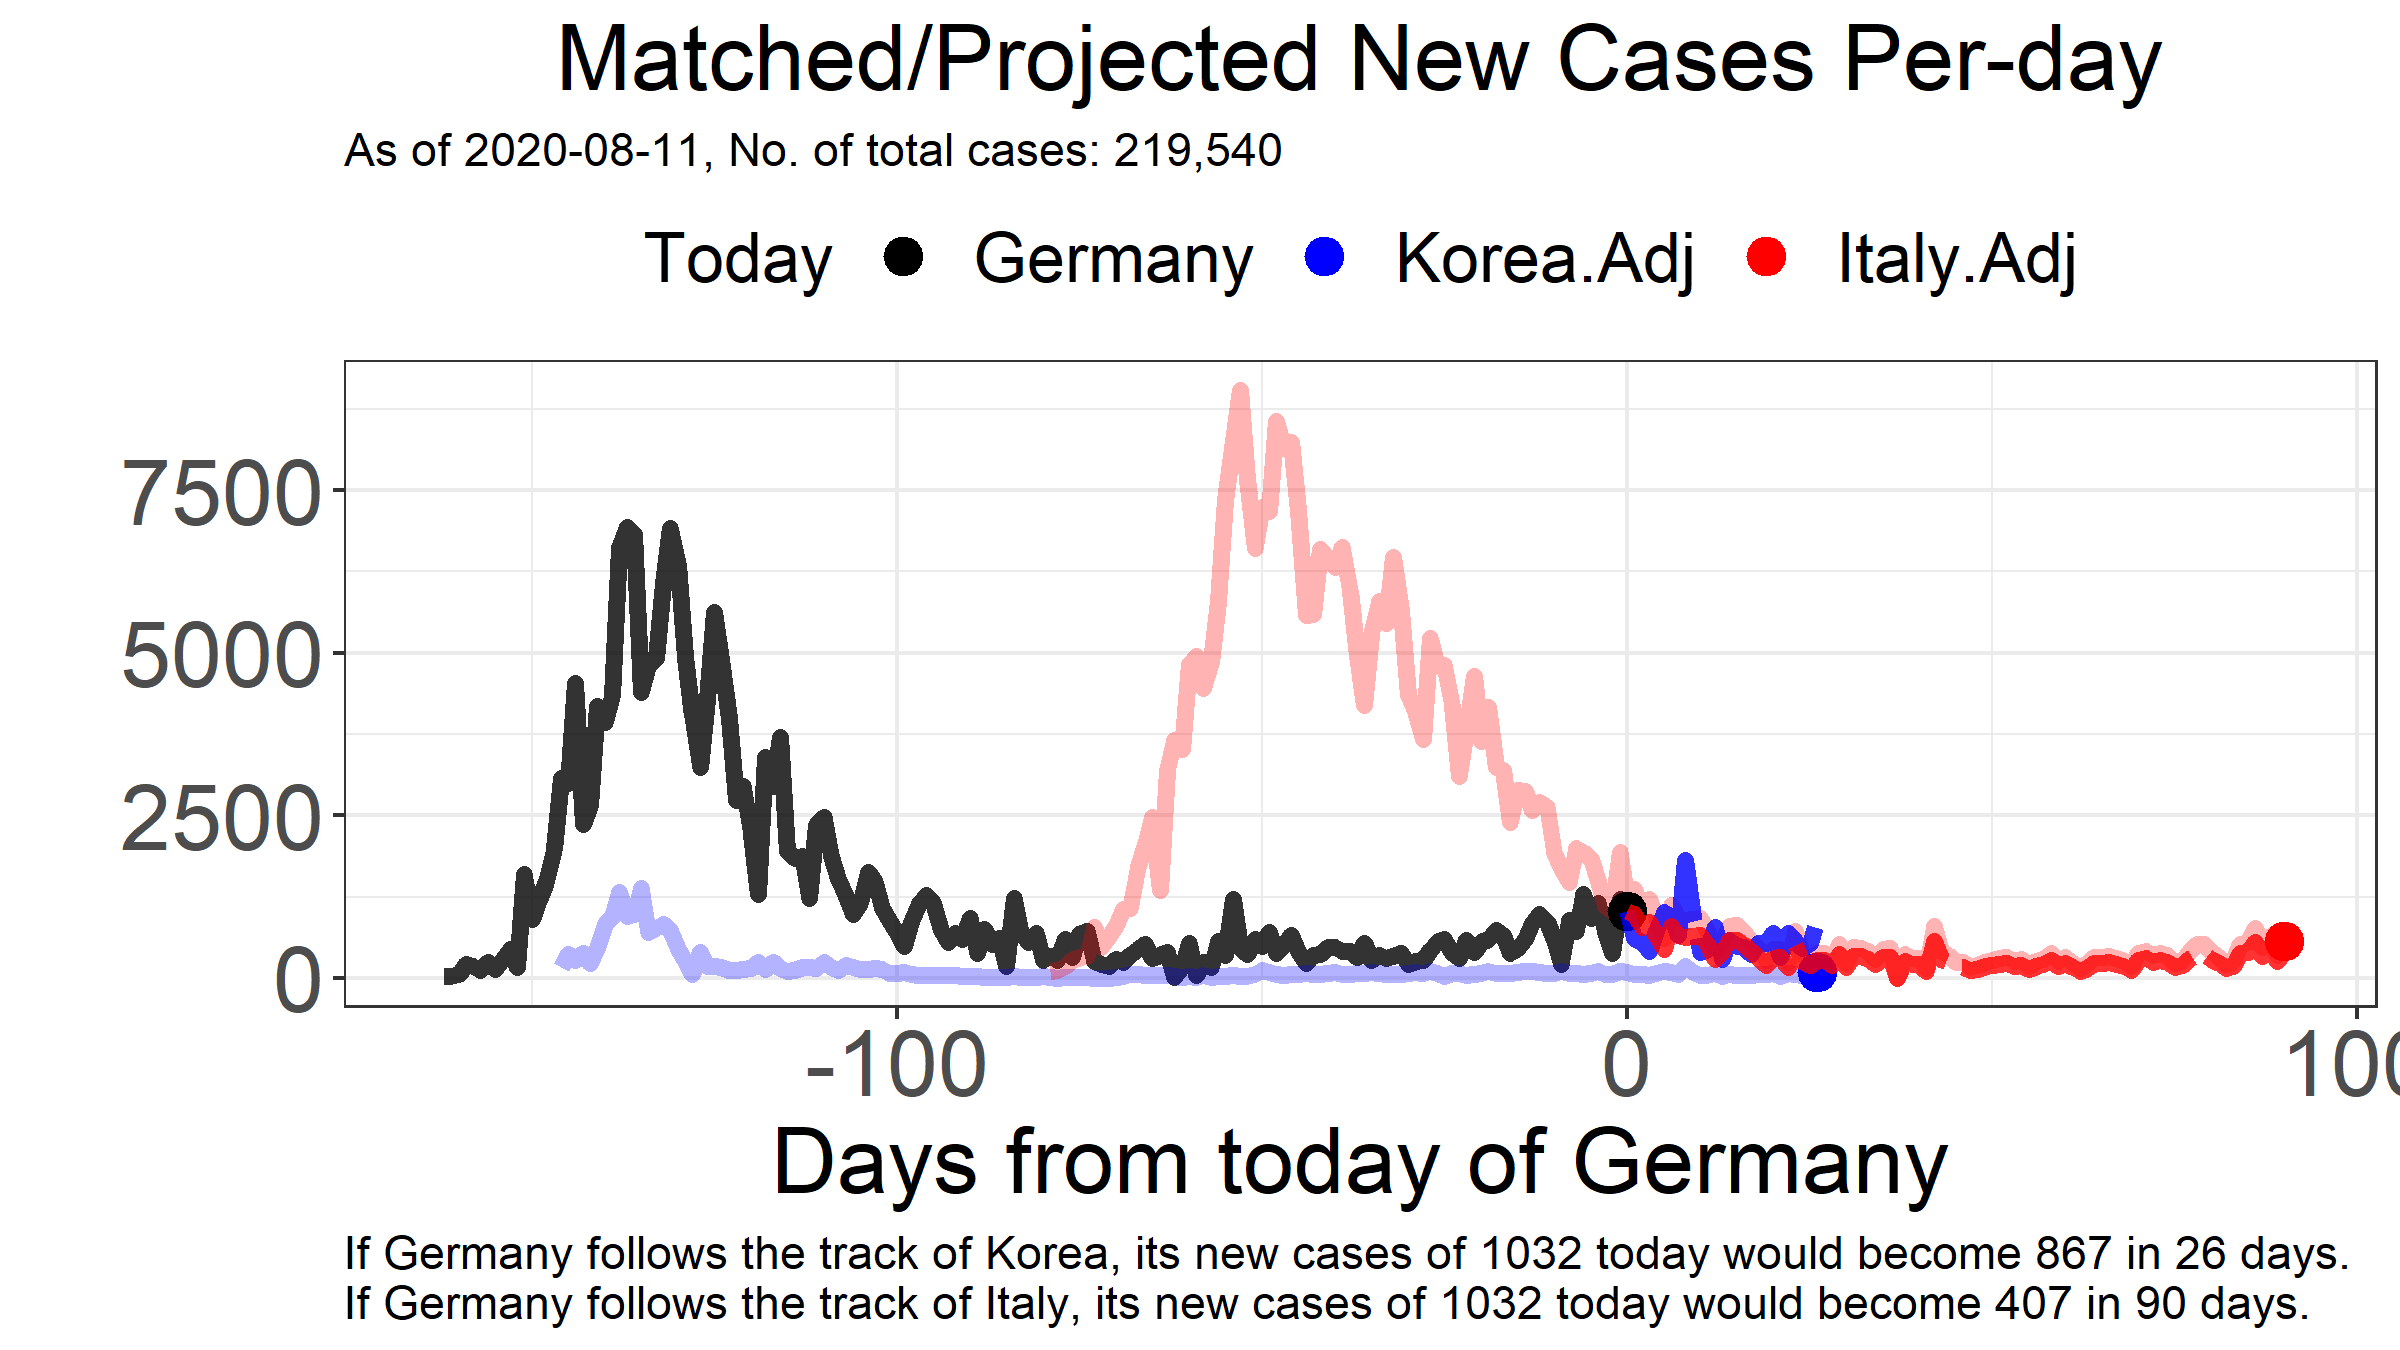 Matched/Projected New Cases Per-day
As of 2020-08-11, No. of total cases: 219,540
Today Germany Korea.Adj Italy.Adj
7500
5000
2500
0
-100 0 100
Days from today of Germany
If Germany follows the track of Korea, its new cases of 1032 today would become 867 in 26 days.
If Germany follows the track of Italy, its new cases of 1032 today would become 407 in 90 days.